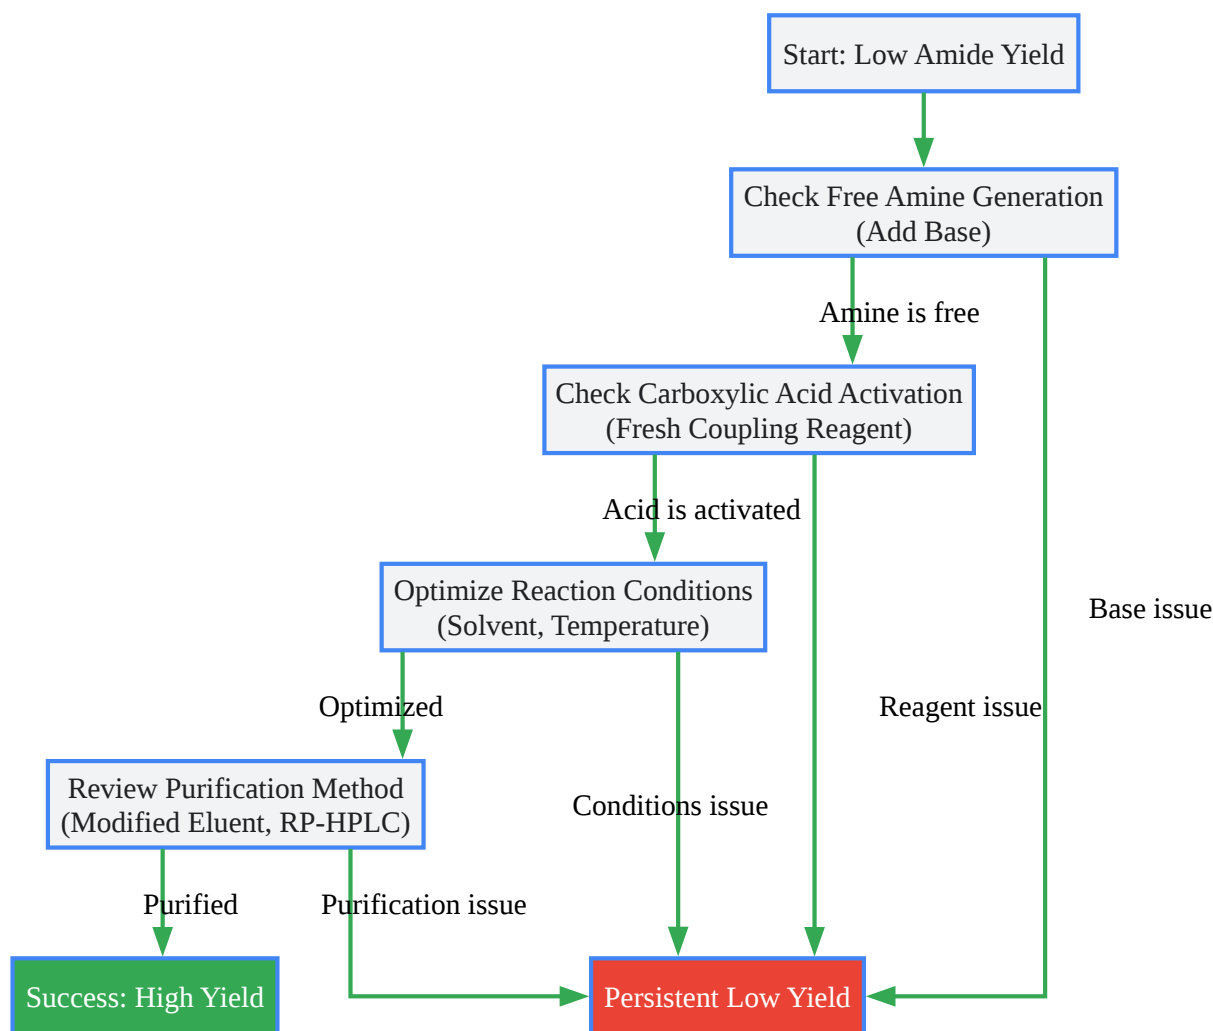 Start: Low Amide Yield
Check Free Amine Generation
(Add Base)
Amine is free
Check Carboxylic Acid Activation
(Fresh Coupling Reagent)
Acid is activated
Optimize Reaction Conditions
(Solvent, Temperature)
Base issue
Optimized
Reagent issue
Review Purification Method
(Modified Eluent, RP-HPLC)
Conditions issue
Purified
Purification issue
Success: High Yield
Persistent Low Yield